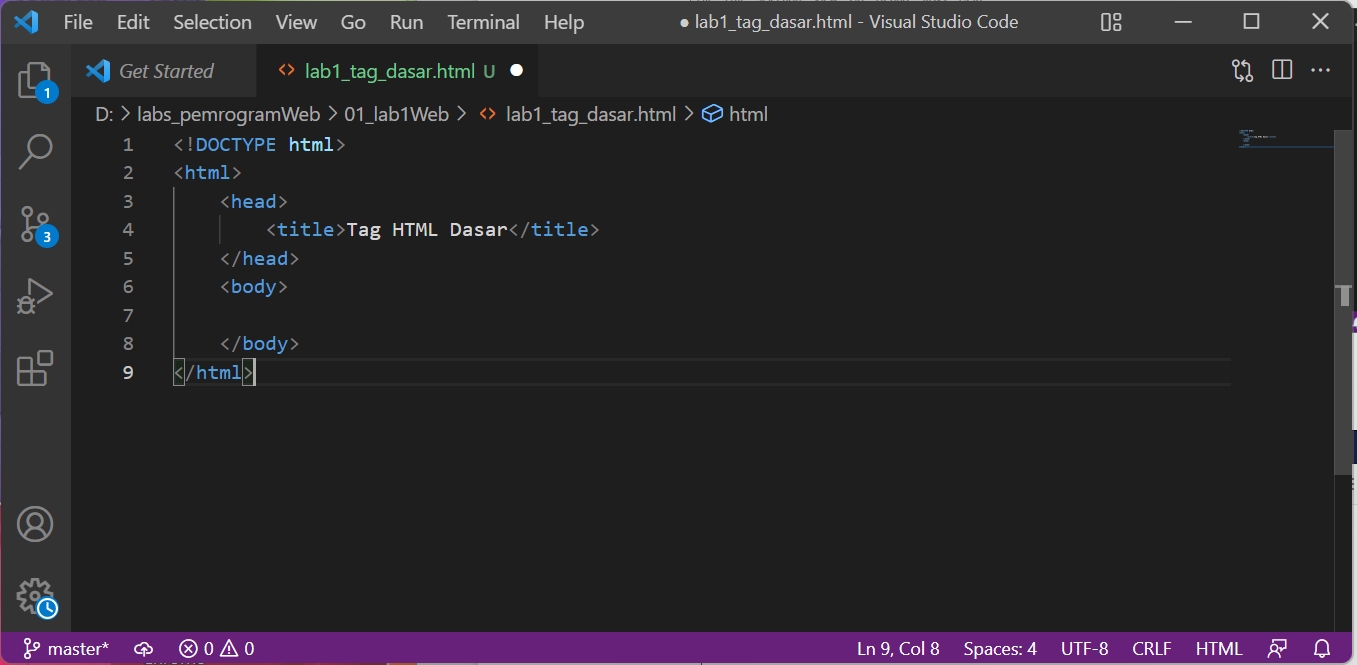 File Edit Selection View Go Run Terminal Help ● lab1_tag_dasar.html - Visual Studio Code
Get Started lab1_tag_dasar.html U
1
D: > labs_pemrogramWeb > 01_lab1Web > lab1_tag_dasar.html > html
1 <!DOCTYPE html>
2 <html>
3 <head>
4 <title>Tag HTML Dasar</title>
5 </head>
6 <body>
7
8 </body>
9 </html>
3
master* 0 0 Ln 9, Col 8 Spaces: 4 UTF-8 CRLF HTML